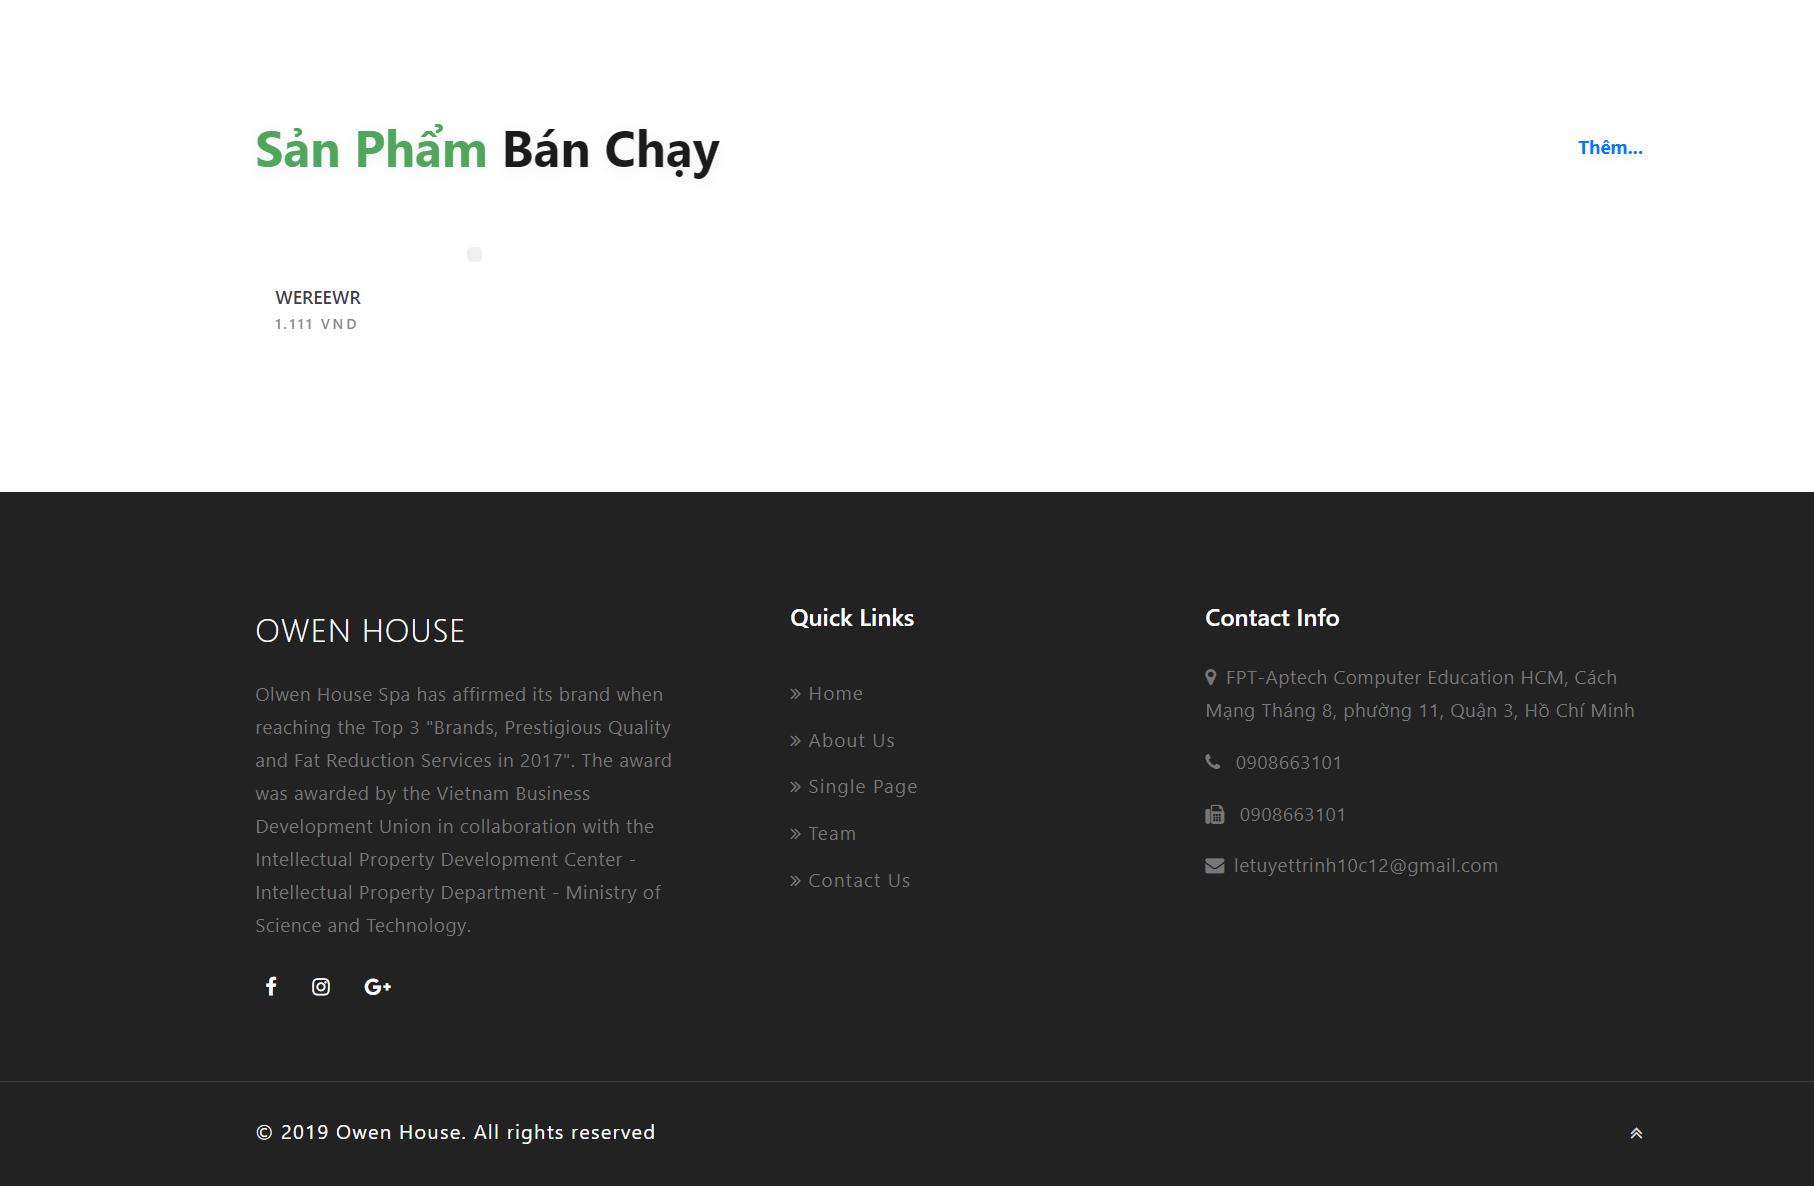 Sản Phẩm Bán Chạy
Thêm...
WEREEWR
1.111 VND
OWEN HOUSE
Olwen House Spa has affirmed its brand when
reaching the Top 3 "Brands, Prestigious Quality
and Fat Reduction Services in 2017". The award
was awarded by the Vietnam Business
Development Union in collaboration with the
Intellectual Property Development Center -
Intellectual Property Department - Ministry of
Science and Technology.
Quick Links
Home
About Us
Single Page
Team
Contact Us
Contact Info
FPT-Aptech Computer Education HCM, Cách
Mạng Tháng 8, phường 11, Quận 3, Hồ Chí Minh
0908663101
0908663101
letuyettrinh10c12@gmail.com
© 2019 Owen House. All rights reserved